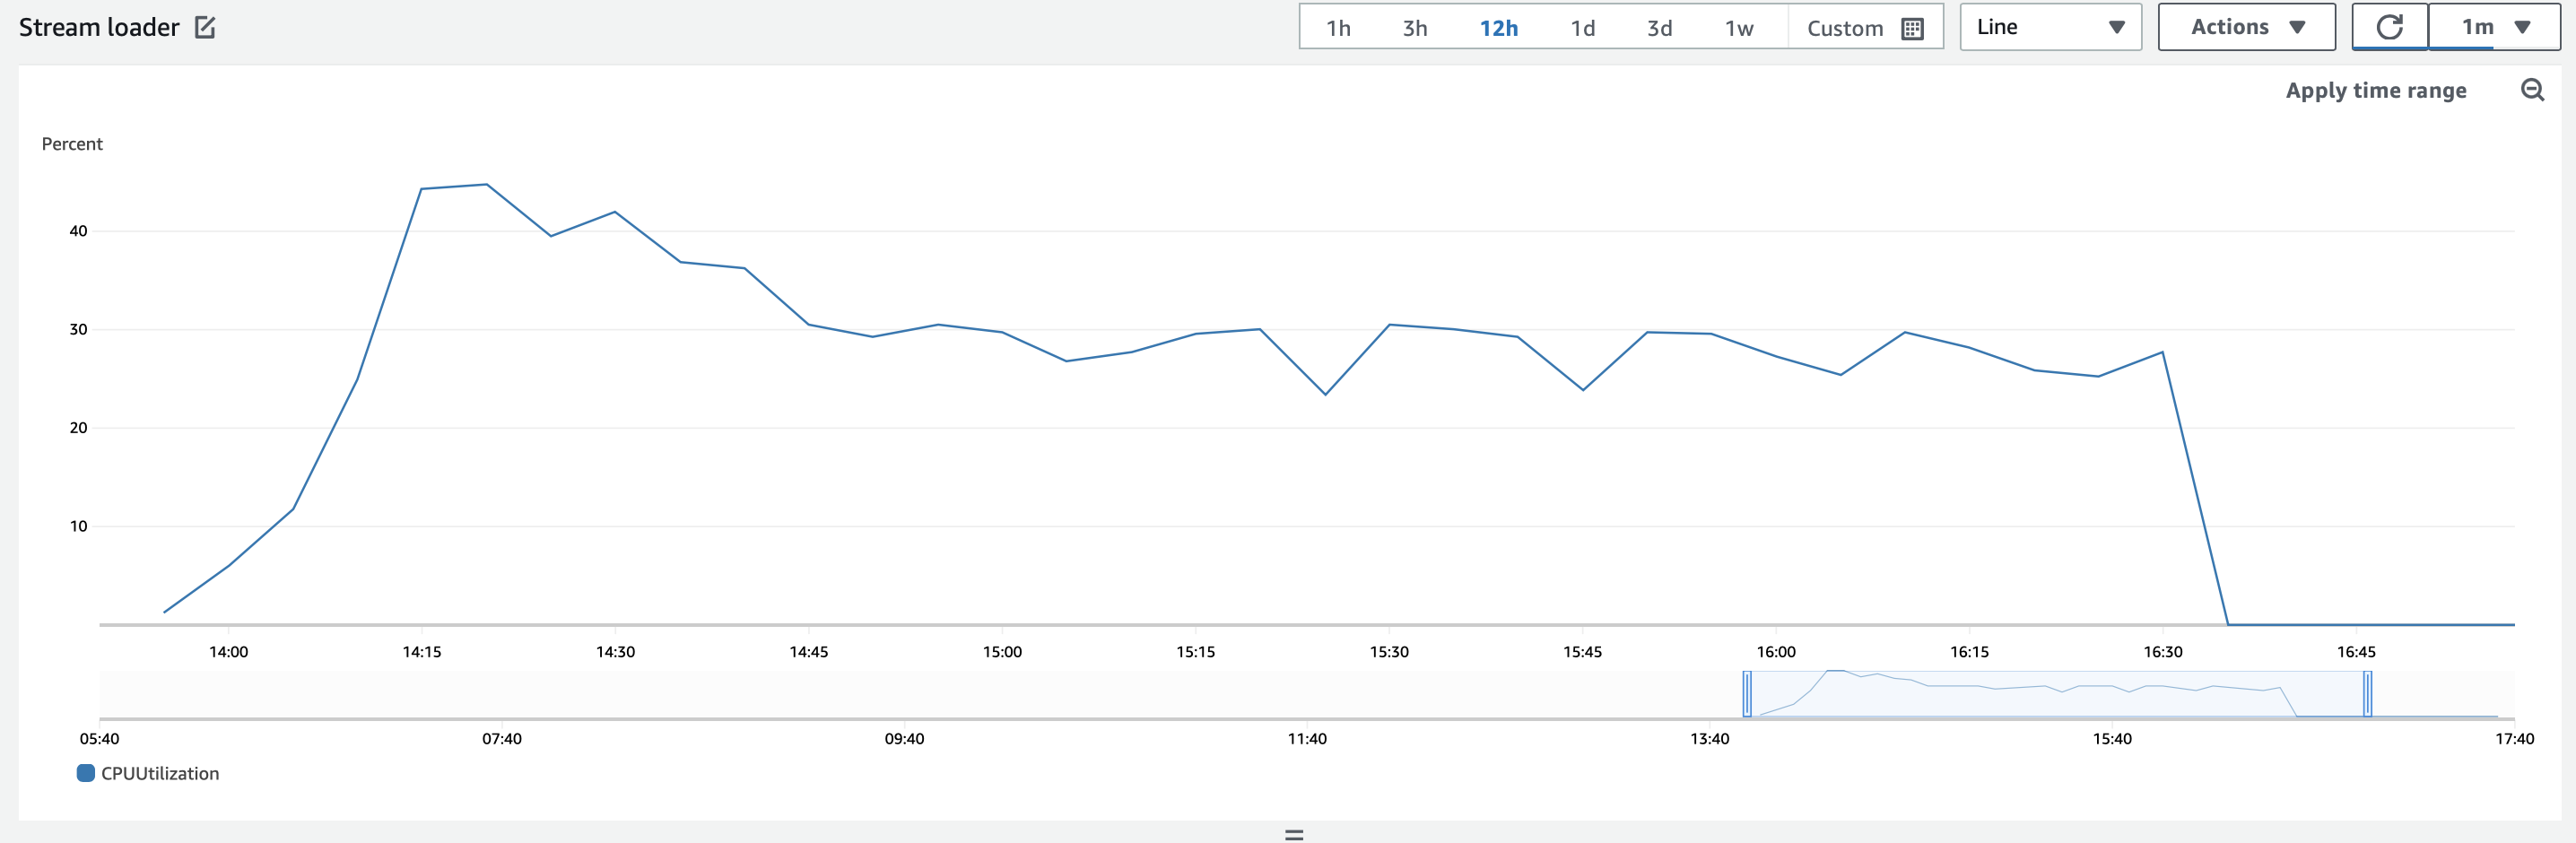 Stream loader
1h 3h 12h 1d 3d 1w Custom Line Actions 1m
Apply time range
Percent
40
30
20
10
14:00 14:15 14:30 14:45 15:00 15:15 15:30 15:45 16:00 16:15 16:30 16:45
05:40 07:40 09:40 11:40 13:40 15:40 17:40
CPUUtilization